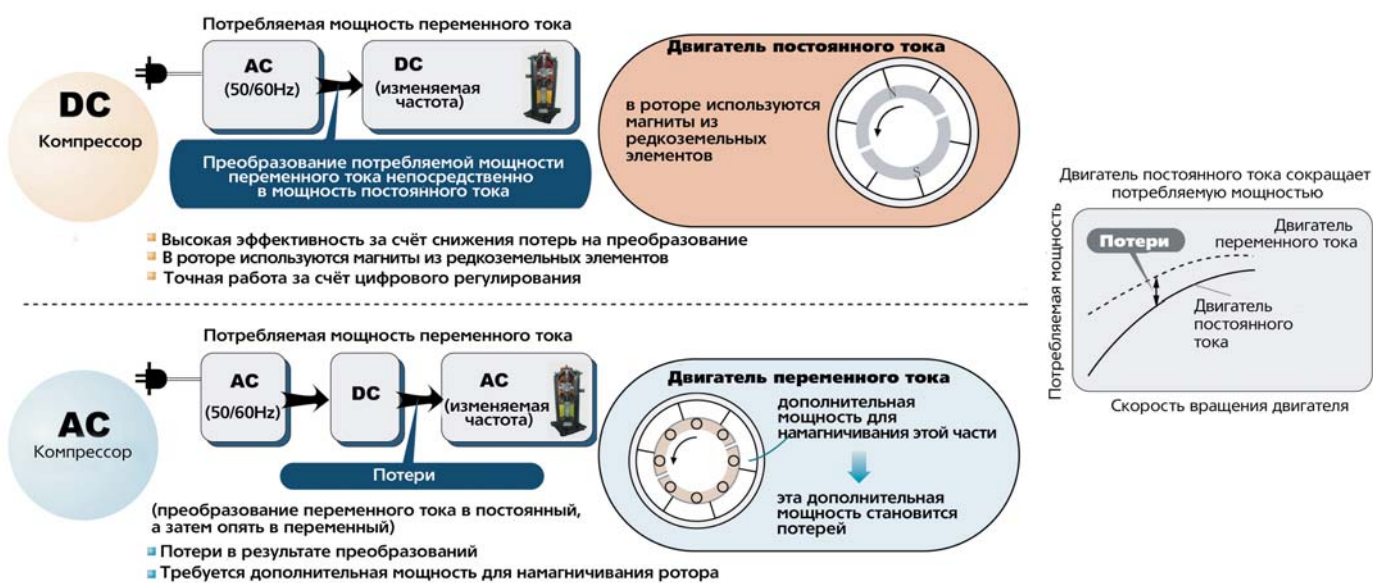 Потребляемая мощность переменного тока
DC
Компрессор
AC
(50/60Hz)
DC
(изменяемая
частота)
Преобразование потребляемой мощности
переменного тока непосредственно
в мощность постоянного тока
Двигатель постоянного тока
в роторе используются
магниты из
редкоземельных
элементов
N
S
Высокая эффективность за счёт снижения потерь на преобразование
В роторе используются магниты из редкоземельных элементов
Точная работа за счёт цифрового регулирования
Потребляемая мощность переменного тока
AC
Компрессор
AC
(50/60Hz)
DC
AC
(изменяемая
частота)
Потери
(преобразование переменного тока в постоянный,
а затем опять в переменный)
Потери в результате преобразований
Требуется дополнительная мощность для намагничивания ротора
Двигатель переменного тока
дополнительная
мощность для
намагничивания этой части
эта дополнительная
мощность становится
потерей
Двигатель постоянного тока сокращает
потребляемую мощностью
Потребляемая мощность
Потери
Двигатель
переменного тока
Двигатель
постоянного
тока
Скорость вращения двигателя